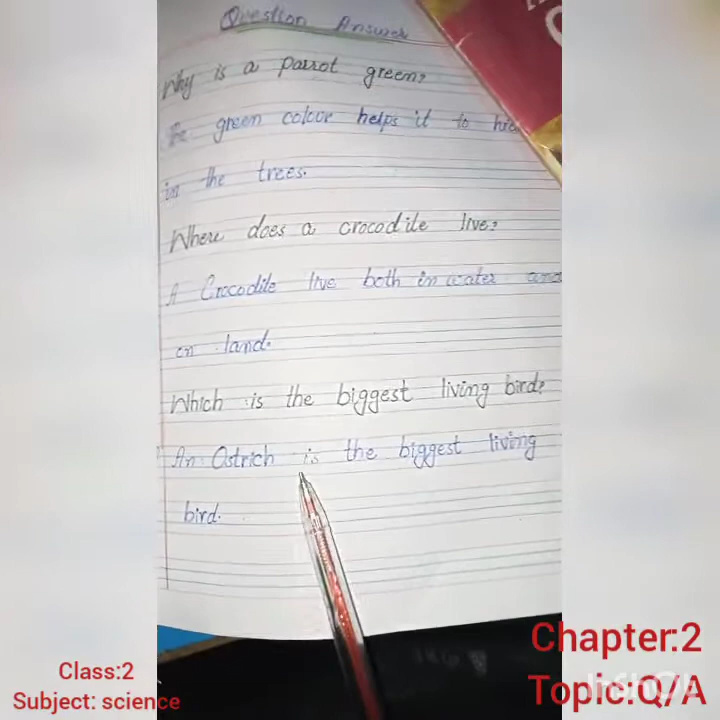 Question Answer
Why is a parrot green?
The green colour helps it to hide
in the trees.
Where does a crocodile live?
A Crocodile live both in water and
on land.
Which is the biggest living bird?
An Ostrich is the biggest living
bird.
Chapter:2
Topic:Q/A
Class:2
Subject: science